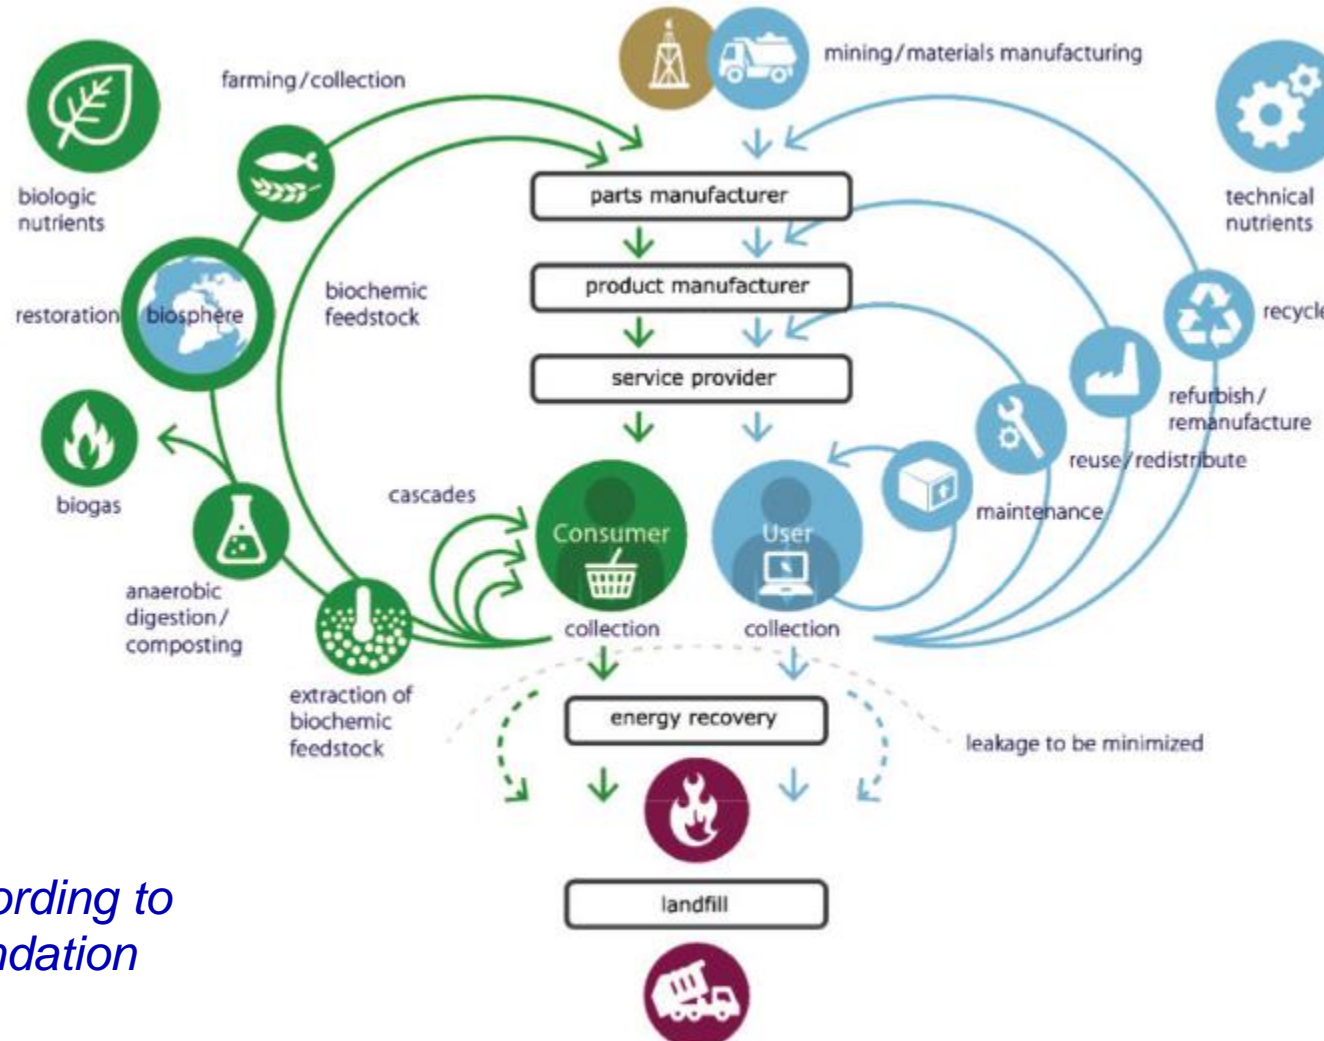 mining/materials manufacturing
farming/collection
biologic
nutrients
technical
nutrients
parts manufacturer
biochemic
feedstock
product manufacturer
restoration
biosphere
recycle
service provider
refurbish/
remanufacture
reuse/redistribute
biogas
cascades
maintenance
Consumer
User
anaerobic
digestion/
composting
collection
collection
extraction of
biochemic
feedstock
energy recovery
leakage to be minimized
landfill
ording to
ndation